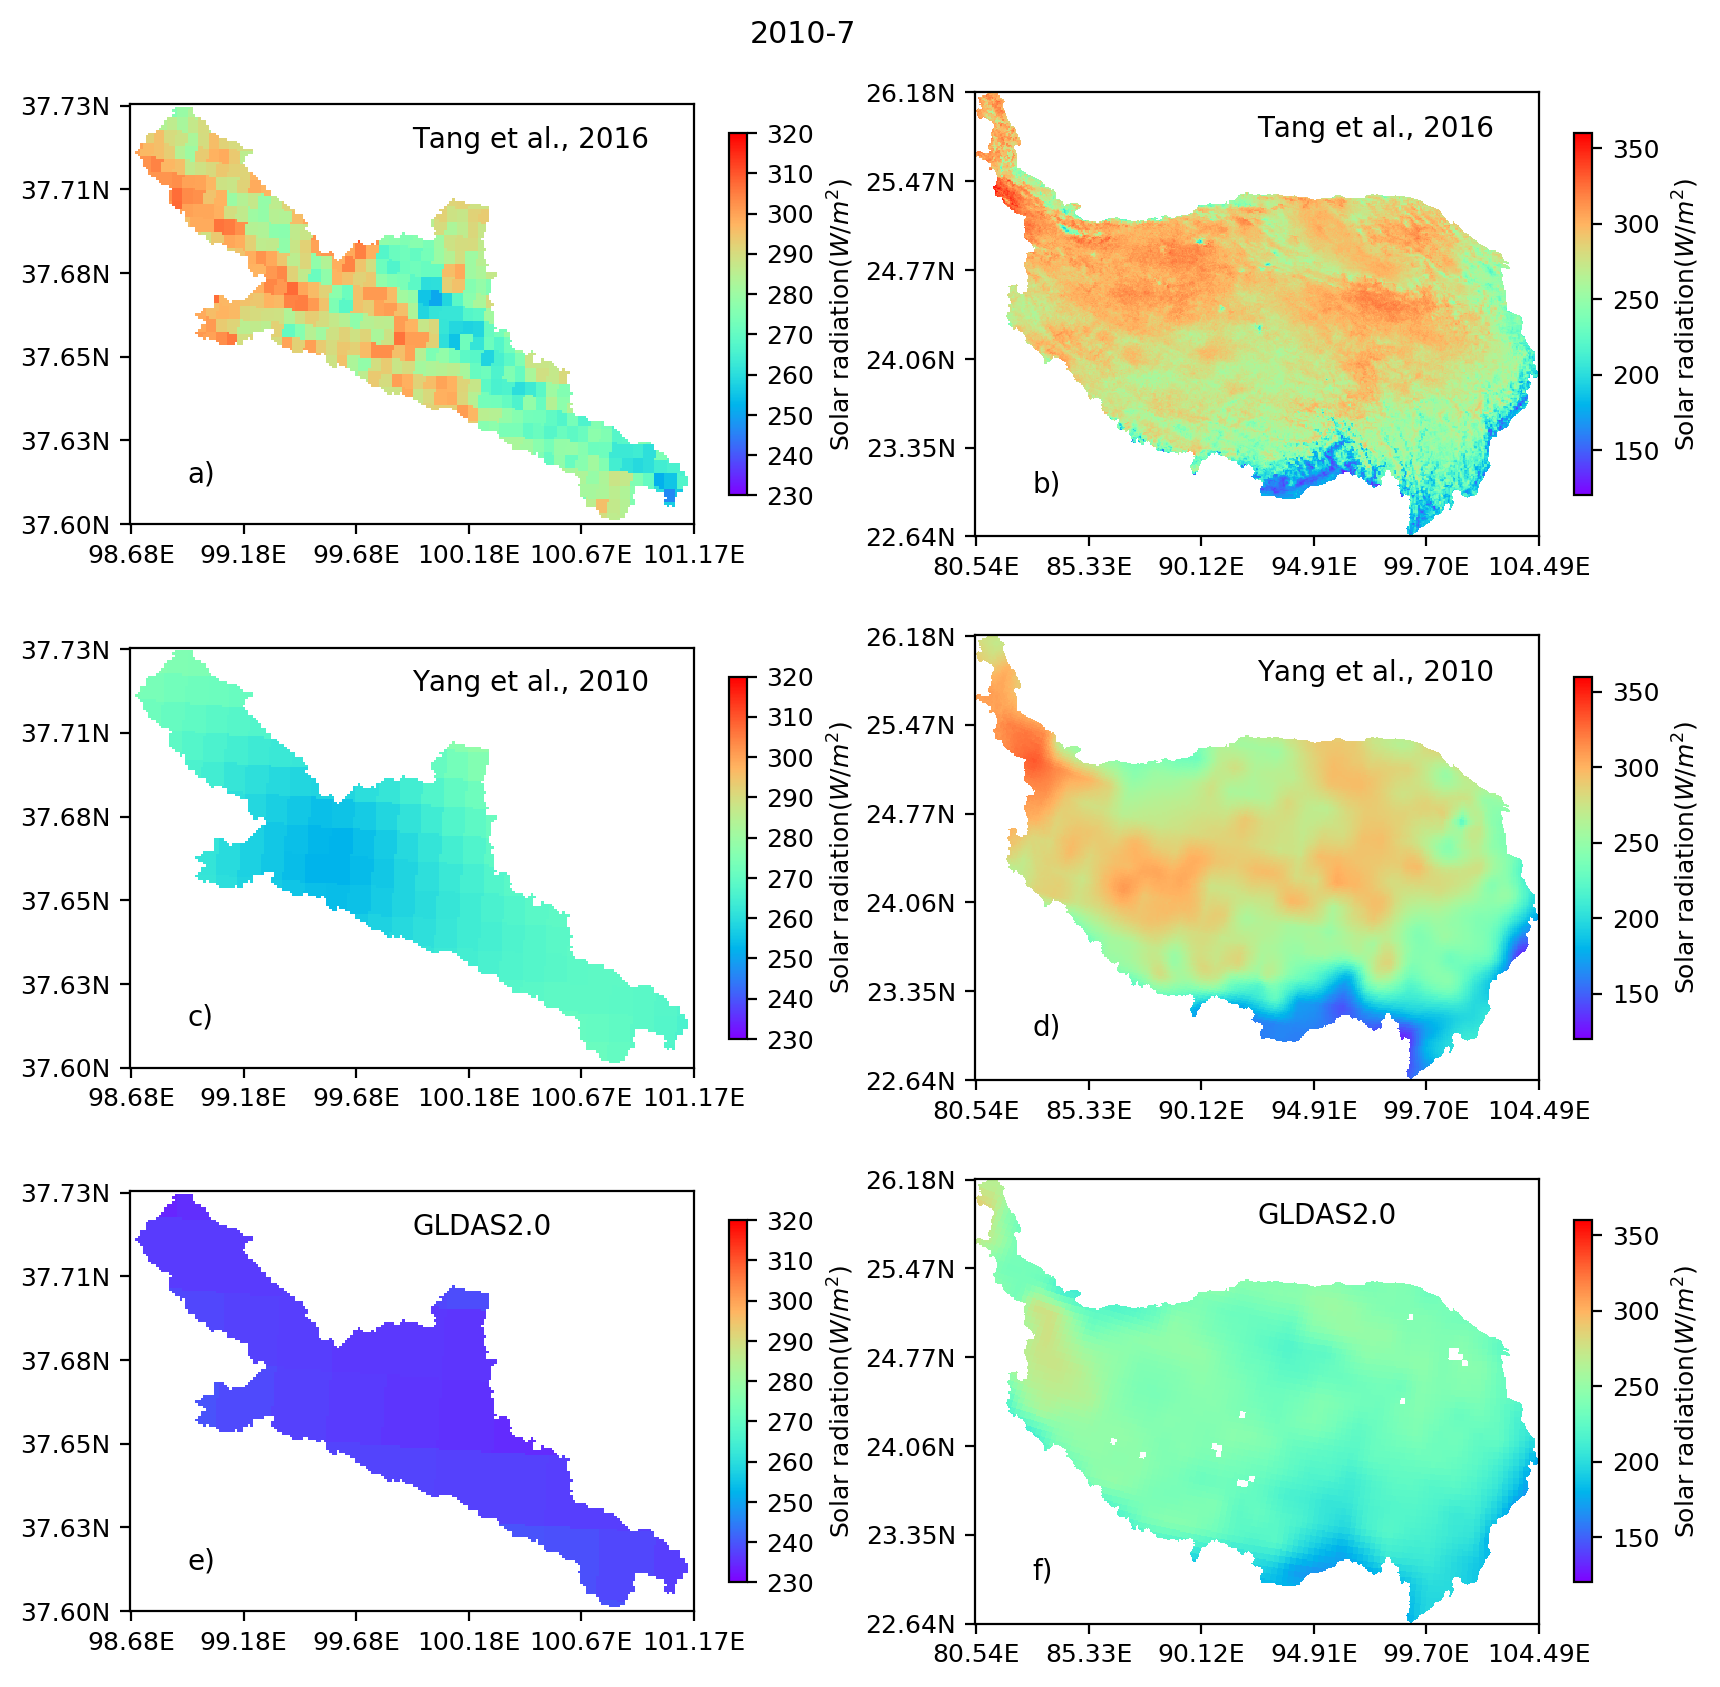 2010-7
37.73N
37.71N
37.68N
37.65N
37.63N
37.60N
98.68E 99.18E 99.68E 100.18E 100.67E 101.17E
Tang et al., 2016
a)
320
310
300
290
280
270
260
250
240
230
Solar radiation(W/m²)
26.18N
25.47N
24.77N
24.06N
23.35N
22.64N
80.54E 85.33E 90.12E 94.91E 99.70E 104.49E
Tang et al., 2016
b)
350
300
250
200
150
Solar radiation(W/m²)
37.73N
37.71N
37.68N
37.65N
37.63N
37.60N
98.68E 99.18E 99.68E 100.18E 100.67E 101.17E
Yang et al., 2010
c)
320
310
300
290
280
270
260
250
240
230
Solar radiation(W/m²)
26.18N
25.47N
24.77N
24.06N
23.35N
22.64N
80.54E 85.33E 90.12E 94.91E 99.70E 104.49E
Yang et al., 2010
d)
350
300
250
200
150
Solar radiation(W/m²)
37.73N
37.71N
37.68N
37.65N
37.63N
37.60N
98.68E 99.18E 99.68E 100.18E 100.67E 101.17E
GLDAS2.0
e)
320
310
300
290
280
270
260
250
240
230
Solar radiation(W/m²)
26.18N
25.47N
24.77N
24.06N
23.35N
22.64N
80.54E 85.33E 90.12E 94.91E 99.70E 104.49E
GLDAS2.0
f)
350
300
250
200
150
Solar radiation(W/m²)